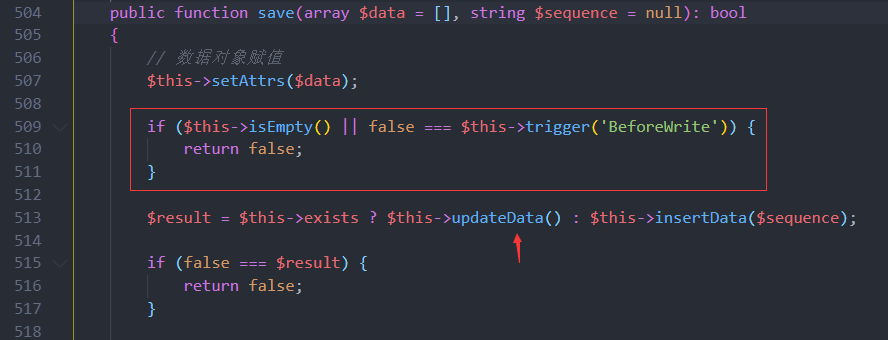 504 public function save(array $data = [], string $sequence = null): bool
505 {
506 // 数据对象赋值
507 $this->setAttrs($data);
508
509 if ($this->isEmpty() || false === $this->trigger('BeforeWrite')) {
510 return false;
511 }
512
513 $result = $this->exists ? $this->updateData() : $this->insertData($sequence);
514
515 if (false === $result) {
516 return false;
517 }
518